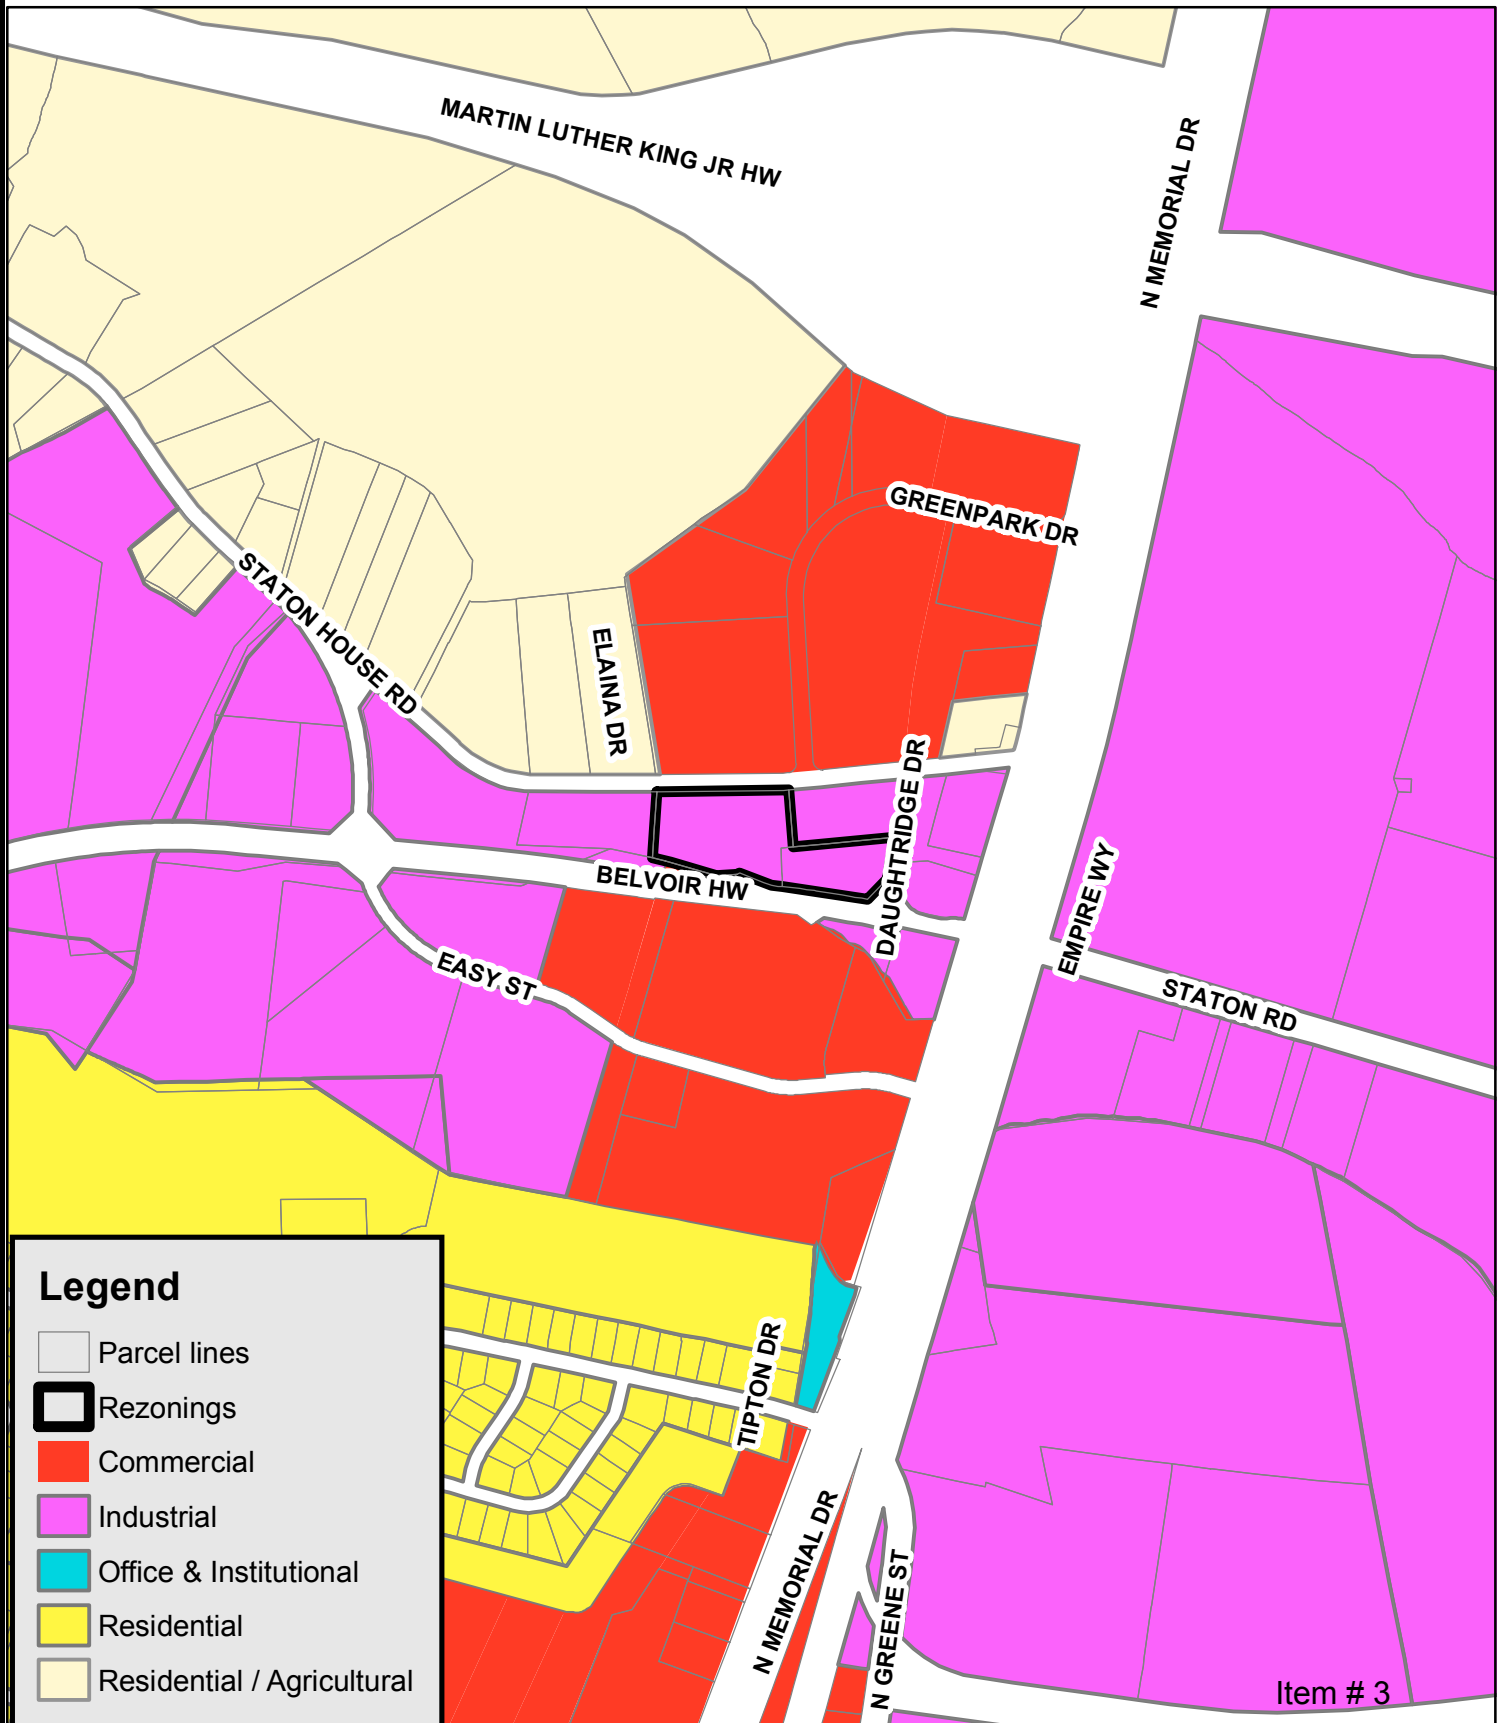 MARTIN LUTHER KING JR HW
N MEMORIAL DR
GREENPARK DR
STATON HOUSE RD
ELAINA DR
DAUGHTRIDGE DR
BELVOIR HW
EMPIRE WY
EASY ST
STATON RD
TIPTON DR
N MEMORIAL DR
N GREENE ST
Legend
Parcel lines
Rezonings
Commercial
Industrial
Office & Institutional
Residential
Residential / Agricultural
Item # 3